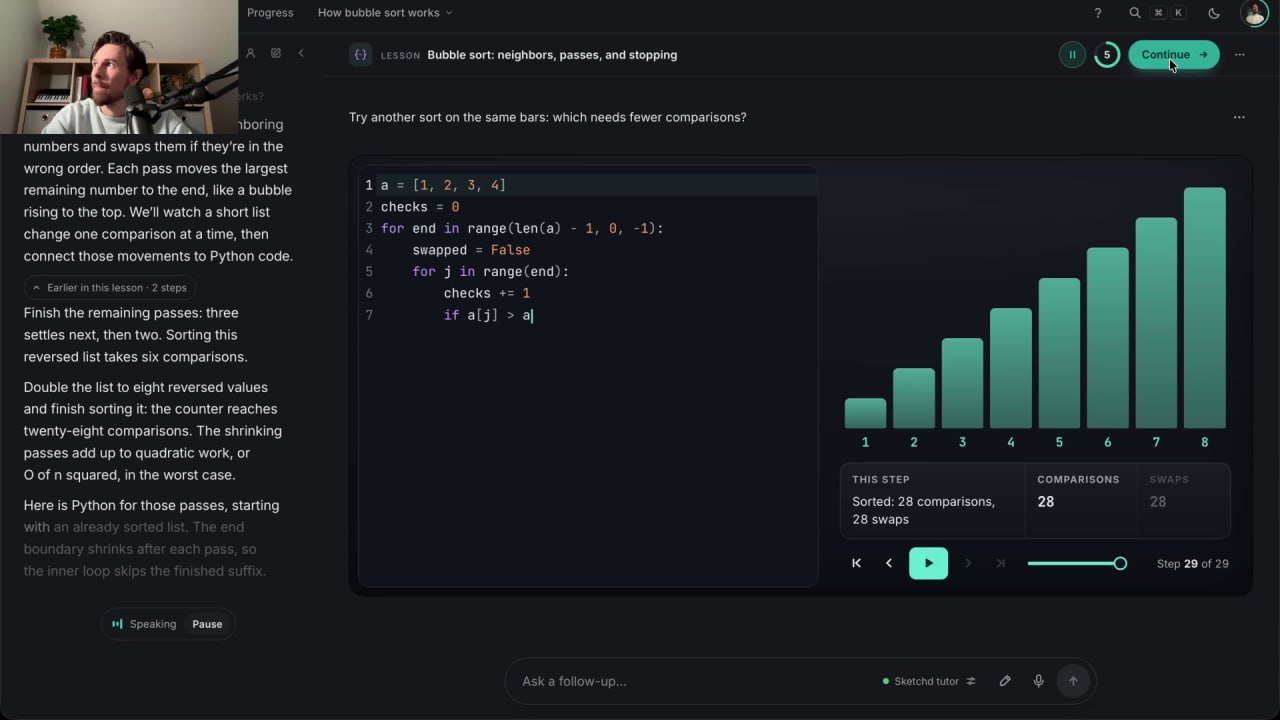 Progress
How bubble sort works
?
⌘ K
{·} LESSON Bubble sort: neighbors, passes, and stopping
5
Continue →
works?
numbers and swaps them if they're in the
wrong order. Each pass moves the largest
remaining number to the end, like a bubble
rising to the top. We'll watch a short list
change one comparison at a time, then
connect those movements to Python code.
Earlier in this lesson · 2 steps
Finish the remaining passes: three
settles next, then two. Sorting this
reversed list takes six comparisons.
Double the list to eight reversed values
and finish sorting it: the counter reaches
twenty-eight comparisons. The shrinking
passes add up to quadratic work, or
O of n squared, in the worst case.
Here is Python for those passes, starting
with an already sorted list. The end
boundary shrinks after each pass, so
the inner loop skips the finished suffix.
Speaking Pause
Try another sort on the same bars: which needs fewer comparisons?
1 a = [1, 2, 3, 4]
2 checks = 0
3 for end in range(len(a) - 1, 0, -1):
4     swapped = False
5     for j in range(end):
6         checks += 1
7         if a[j] > a
1 2 3 4 5 6 7 8
THIS STEP
Sorted: 28 comparisons,
28 swaps
COMPARISONS
28
SWAPS
28
Step 29 of 29
Ask a follow-up...
Sketchd tutor